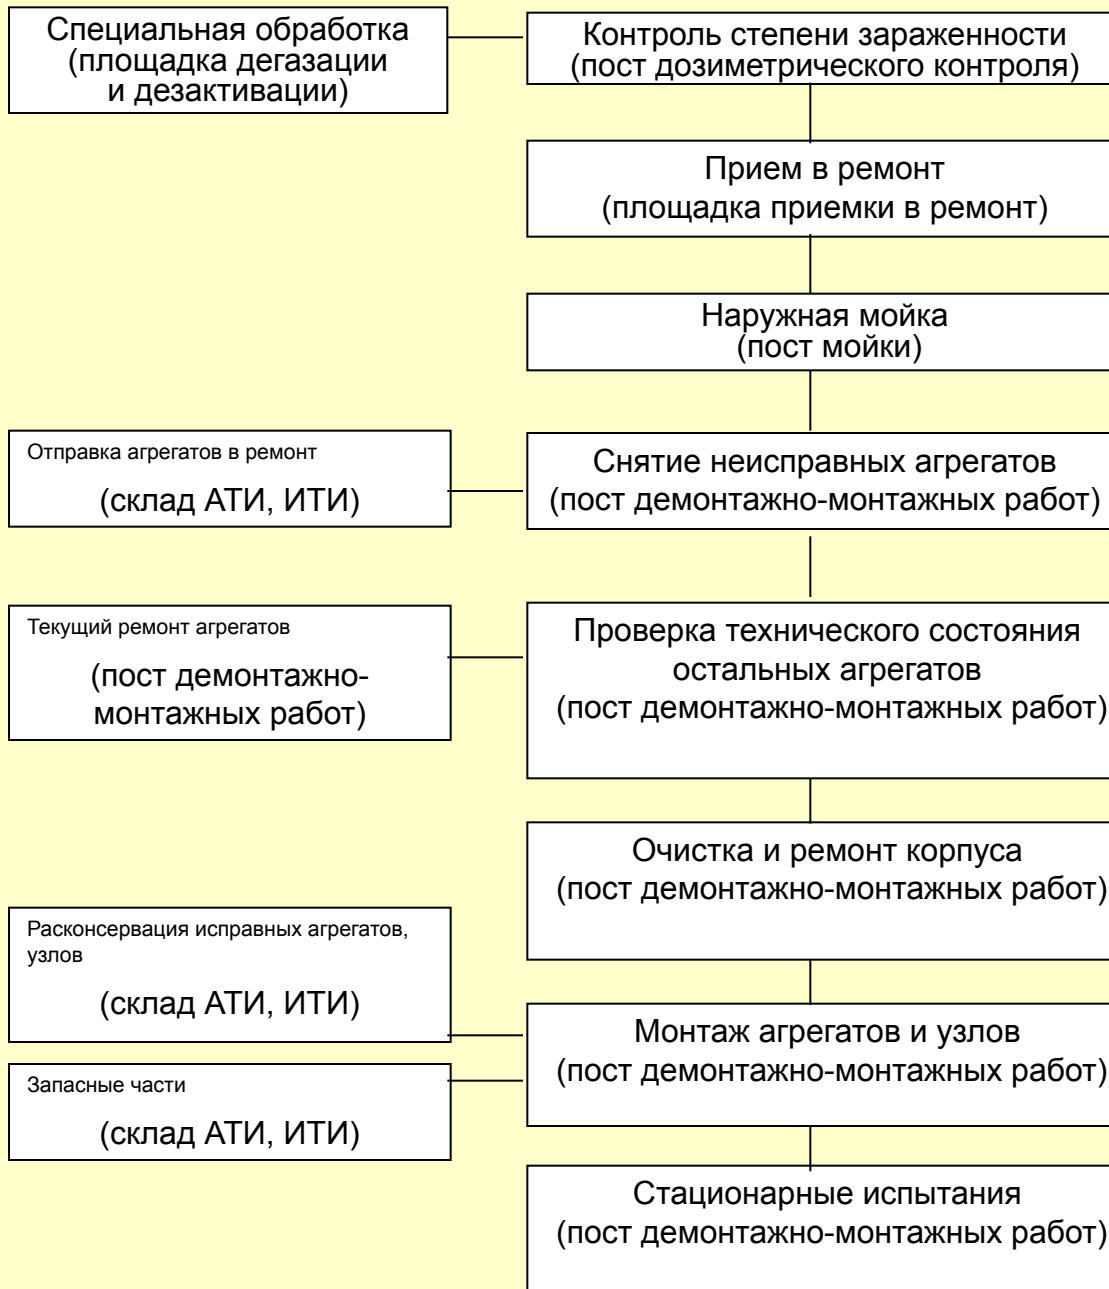 Специальная обработка
(площадка дегазации
и дезактивации)
Контроль степени зараженности
(пост дозиметрического контроля)
Прием в ремонт
(площадка приемки в ремонт)
Наружная мойка
(пост мойки)
Отправка агрегатов в ремонт
(склад АТИ, ИТИ)
Снятие неисправных агрегатов
(пост демонтажно-монтажных работ)
Текущий ремонт агрегатов
(пост демонтажно-
монтажных работ)
Проверка технического состояния
остальных агрегатов
(пост демонтажно-монтажных работ)
Очистка и ремонт корпуса
(пост демонтажно-монтажных работ)
Расконсервация исправных агрегатов,
узлов
(склад АТИ, ИТИ)
Монтаж агрегатов и узлов
(пост демонтажно-монтажных работ)
Запасные части
(склад АТИ, ИТИ)
Стационарные испытания
(пост демонтажно-монтажных работ)